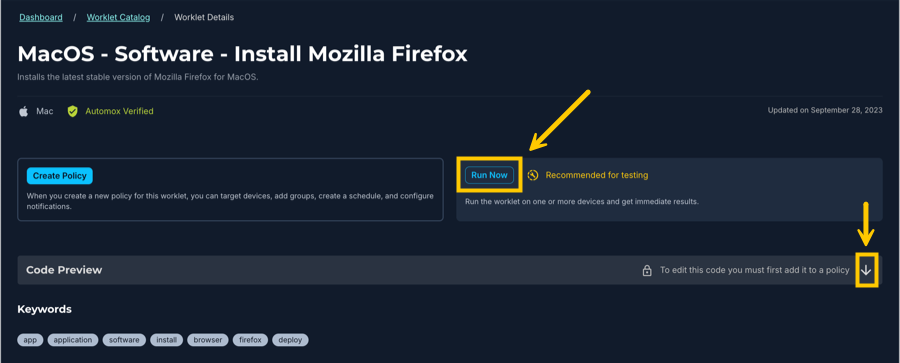 Dashboard / Worklet Catalog / Worklet Details
MacOS - Software - Install Mozilla Firefox
Installs the latest stable version of Mozilla Firefox for MacOS.
Mac Automox Verified Updated on September 28, 2023
Create Policy
When you create a new policy for this worklet, you can target devices, add groups, create a schedule, and configure
notifications.
Run Now Recommended for testing
Run the worklet on one or more devices and get immediate results.
Code Preview To edit this code you must first add it to a policy
Keywords
app application software install browser firefox deploy